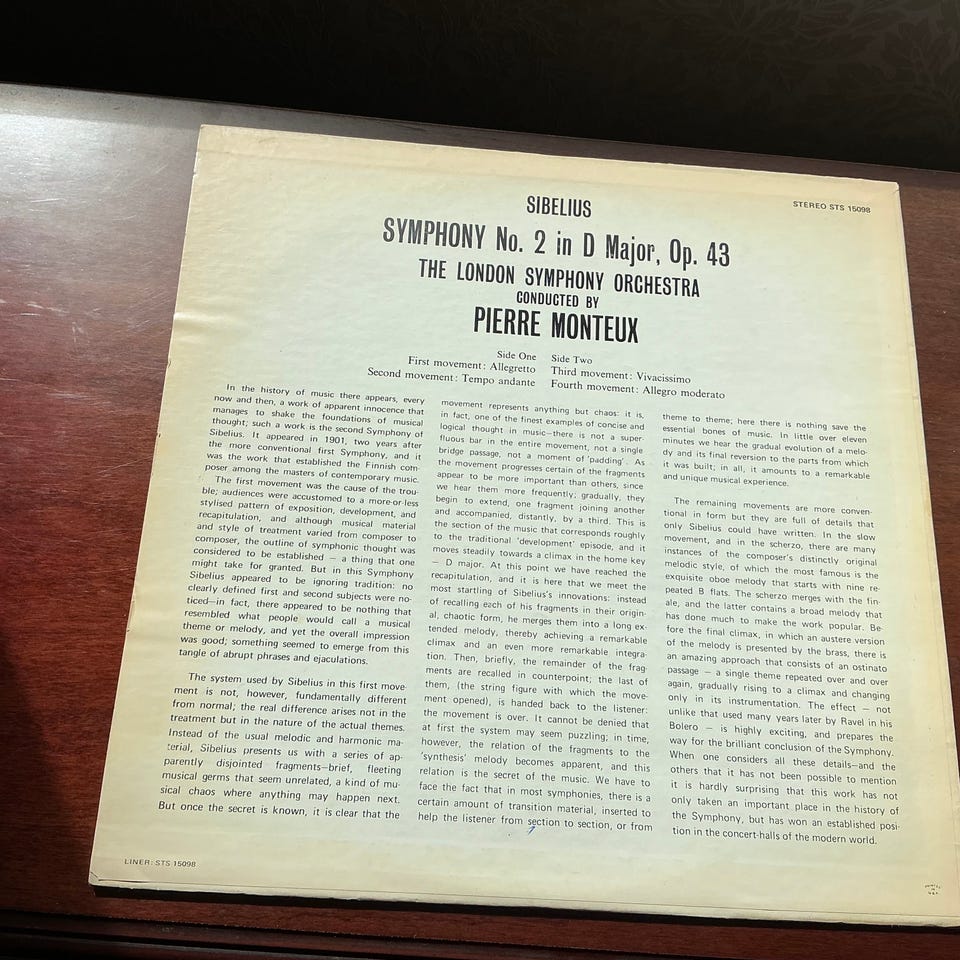 STEREO STS 15098
SIBELIUS
SYMPHONY No. 2 in D Major, Op. 43
THE LONDON SYMPHONY ORCHESTRA
CONDUCTED BY
PIERRE MONTEUX
Side One
First movement: Allegretto
Second movement: Tempo andante
Side Two
Third movement: Vivacissimo
Fourth movement: Allegro moderato
In the history of music there appears, every
now and then, a work of apparent innocence that
manages to shake the foundations of musical
thought; such a work is the second Symphony of
Sibelius. It appeared in 1901, two years after
the more conventional first Symphony, and it
was the work that established the Finnish com-
poser among the masters of contemporary music.
The first movement was the cause of the trou-
ble; audiences were accustomed to a more-or-less
stylised pattern of exposition, development, and
recapitulation, and although musical material
and style of treatment varied from composer to
composer, the outline of symphonic thought was
considered to be established – a thing that one
might take for granted. But in this Symphony
Sibelius appeared to be ignoring tradition: no
clearly defined first and second subjects were no-
ticed—in fact, there appeared to be nothing that
resembled what people would call a musical
theme or melody, and yet the overall impression
was good; something seemed to emerge from this
tangle of abrupt phrases and ejaculations.
The system used by Sibelius in this first move-
ment is not, however, fundamentally different
from normal; the real difference arises not in the
treatment but in the nature of the actual themes.
Instead of the usual melodic and harmonic ma-
terial, Sibelius presents us with a series of ap-
parently disjointed fragments—brief, fleeting
musical germs that seem unrelated, a kind of mu-
sical chaos where anything may happen next.
But once the secret is known, it is clear that the
movement represents anything but chaos: it is,
in fact, one of the finest examples of concise and
logical thought in music—there is not a super-
fluous bar in the entire movement, not a single
bridge passage, not a moment of 'padding'. As
the movement progresses certain of the fragments
appear to be more important than others, since
we hear them more frequently; gradually, they
begin to extend, one fragment joining another
and accompanied, distantly, by a third. This is
the section of the music that corresponds roughly
to the traditional 'development' episode, and it
moves steadily towards a climax in the home key
– D major. At this point we have reached the
recapitulation, and it is here that we meet the
most startling of Sibelius's innovations: instead
of recalling each of his fragments in their origin-
al, chaotic form, he merges them into a long ex-
tended melody, thereby achieving a remarkable
climax and an even more remarkable integra-
tion. Then, briefly, the remainder of the frag-
ments are recalled in counterpoint; the last of
them, (the string figure with which the move-
ment opened), is handed back to the listener:
the movement is over. It cannot be denied that
at first the system may seem puzzling; in time,
however, the relation of the fragments to the
'synthesis' melody becomes apparent, and this
relation is the secret of the music. We have to
face the fact that in most symphonies, there is a
certain amount of transition material, inserted to
help the listener from section to section, or from
theme to theme; here there is nothing save the
essential bones of music. In little over eleven
minutes we hear the gradual evolution of a melo-
dy and its final reversion to the parts from which
it was built; in all, it amounts to a remarkable
and unique musical experience.
The remaining movements are more conven-
tional in form but they are full of details that
only Sibelius could have written. In the slow
movement, and in the scherzo, there are many
instances of the composer's distinctly original
melodic style, of which the most famous is the
exquisite oboe melody that starts with nine re-
peated B flats. The scherzo merges with the fin-
ale, and the latter contains a broad melody that
has done much to make the work popular. Be-
fore the final climax, in which an austere version
of the melody is presented by the brass, there is
an amazing approach that consists of an ostinato
passage – a single theme repeated over and over
again, gradually rising to a climax and changing
only in its instrumentation. The effect – not
unlike that used many years later by Ravel in his
Bolero – is highly exciting, and prepares the
way for the brilliant conclusion of the Symphony.
When one considers all these details—and the
others that it has not been possible to mention
it is hardly surprising that this work has not
only taken an important place in the history of
the Symphony, but has won an established posi-
tion in the concert-halls of the modern world.
LINER: STS 15098